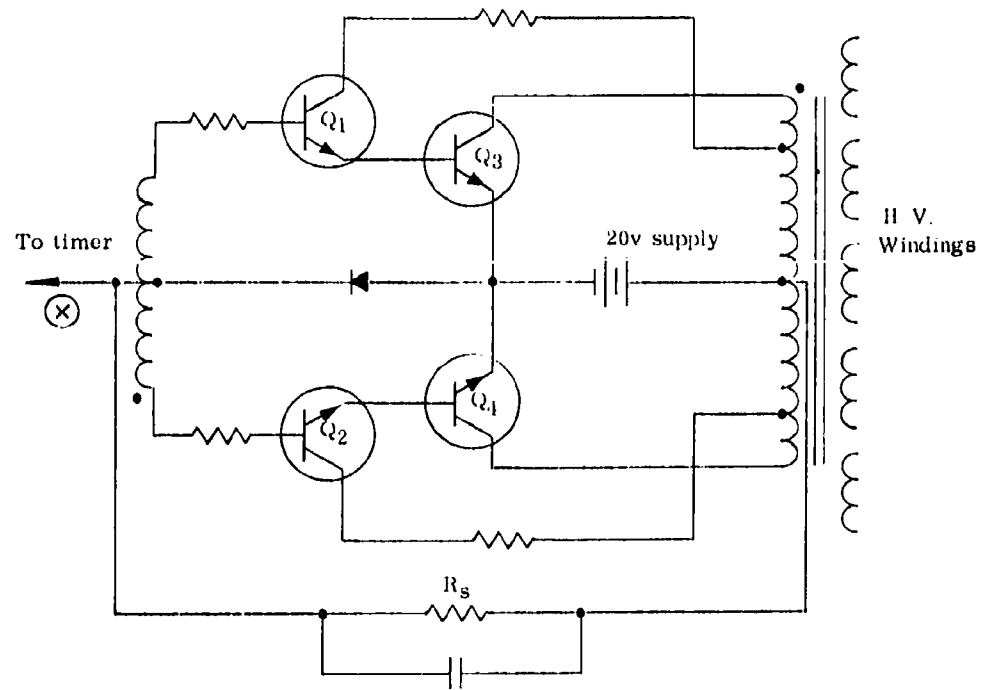 Q1
Q3
To timer
X
20v supply
H V.
Windings
Q2
Q4
Rs